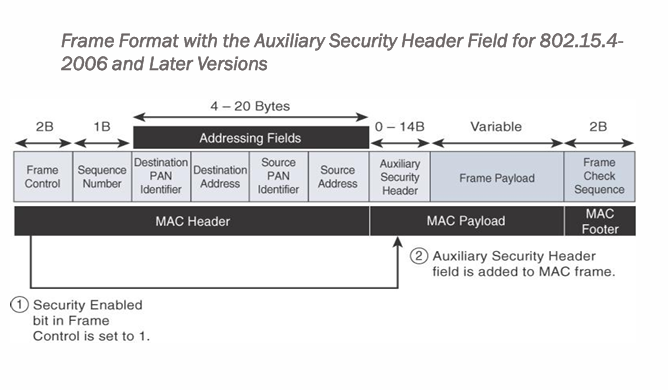 Frame Format with the Auxiliary Security Header Field for 802.15.4-
2006 and Later Versions
4 – 20 Bytes
2B
1B
0 – 14B
Variable
2B
Addressing Fields
Frame
Control
Sequence
Number
Destination
PAN
Identifier
Destination
Address
Source
PAN
Identifier
Source
Address
Auxiliary
Security
Header
Frame Payload
Frame
Check
Sequence
MAC Header
MAC Payload
MAC
Footer
2 Auxiliary Security Header
field is added to MAC frame.
1 Security Enabled
bit in Frame
Control is set to 1.